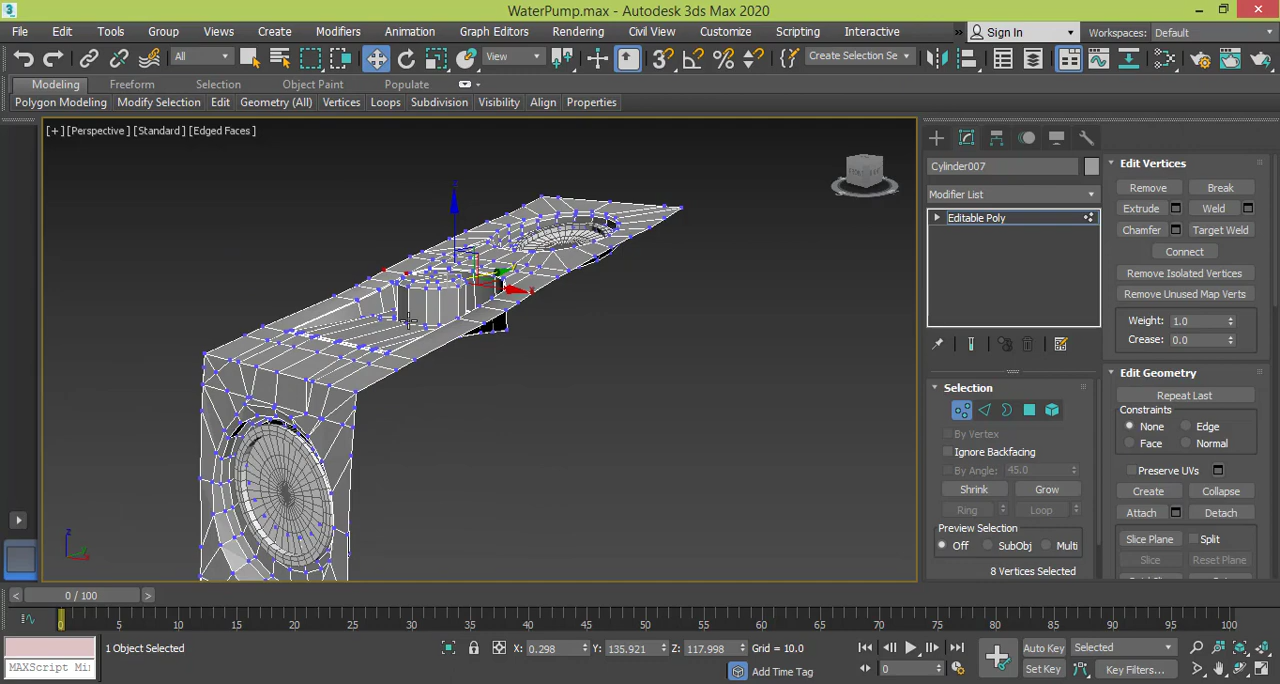 WaterPump.max - Autodesk 3ds Max 2020
File Edit Tools Group Views Create Modifiers Animation Graph Editors Rendering Civil View Customize Scripting Interactive Sign In Workspaces: Default
All View Create Selection Se
Modeling Freeform Selection Object Paint Populate
Polygon Modeling Modify Selection Edit Geometry (All) Vertices Loops Subdivision Visibility Align Properties
[+] [Perspective] [Standard] [Edged Faces]
Cylinder007
Modifier List
Editable Poly
Selection
By Vertex
Ignore Backfacing
By Angle: 45.0
Shrink Grow
Ring Loop
Preview Selection
Off SubObj Multi
8 Vertices Selected
Edit Vertices
Remove Break
Extrude Weld
Chamfer Target Weld
Connect
Remove Isolated Vertices
Remove Unused Map Verts
Weight: 1.0
Crease: 0.0
Edit Geometry
Repeat Last
Constraints
None Edge
Face Normal
Preserve UVs
Create Collapse
Attach Detach
Slice Plane Split
Slice Reset Plane
z
< 0 / 100 >
0 5 10 15 20 25 30 35 40 45 50 55 60 65 70 75 80 85 90 95 100
1 Object Selected X: 0.298 Y: 135.921 Z: 117.998 Grid = 10.0 Auto Key Selected
MAXScript Mi Add Time Tag 0 Set Key Key Filters...